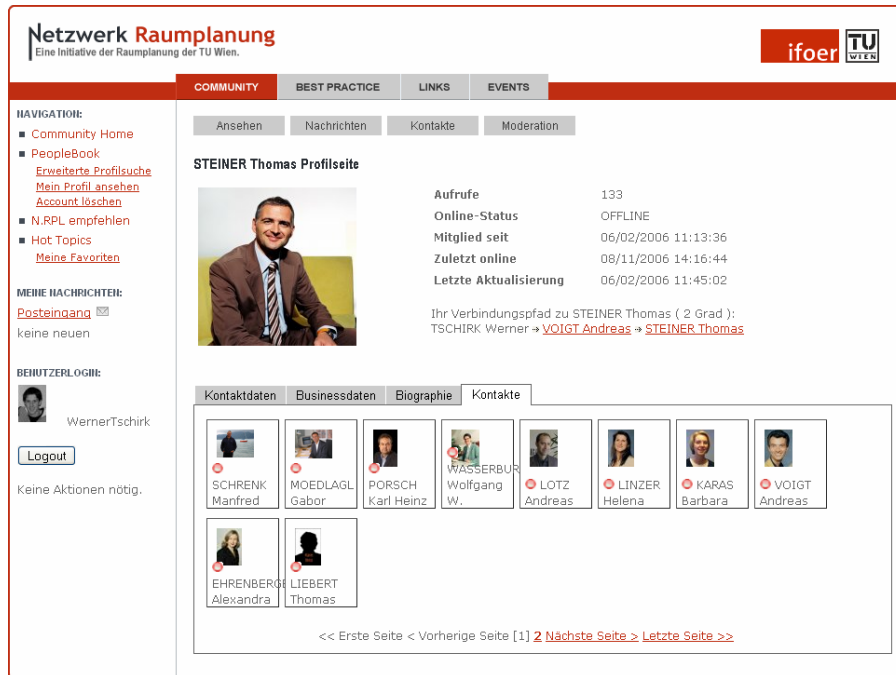 Netzwerk Raumplanung
Eine Initiative der Raumplanung der TU Wien.
ifoer TU WIEN
COMMUNITY BEST PRACTICE LINKS EVENTS
NAVIGATION:
Community Home
PeopleBook
Erweiterte Profilsuche
Mein Profil ansehen
Account löschen
N.RPL empfehlen
Hot Topics
Meine Favoriten
MEINE NACHRICHTEN:
Posteingang
keine neuen
BENUTZERLOGIN:
WernerTschirk
Logout
Keine Aktionen nötig.
Ansehen Nachrichten Kontakte Moderation
STEINER Thomas Profilseite
Aufrufe 133
Online-Status OFFLINE
Mitglied seit 06/02/2006 11:13:36
Zuletzt online 08/11/2006 14:16:44
Letzte Aktualisierung 06/02/2006 11:45:02
Ihr Verbindungspfad zu STEINER Thomas ( 2 Grad ):
TSCHIRK Werner → VOIGT Andreas → STEINER Thomas
Kontaktdaten Businessdaten Biographie Kontakte
SCHRENK
Manfred
MOEDLAGL
Gabor
PORSCH
Karl Heinz
WASSERBUR
Wolfgang
W.
LOTZ
Andreas
LINZER
Helena
KARAS
Barbara
VOIGT
Andreas
EHRENBERGE
Alexandra
LIEBERT
Thomas
<< Erste Seite < Vorherige Seite [1] 2 Nächste Seite > Letzte Seite >>